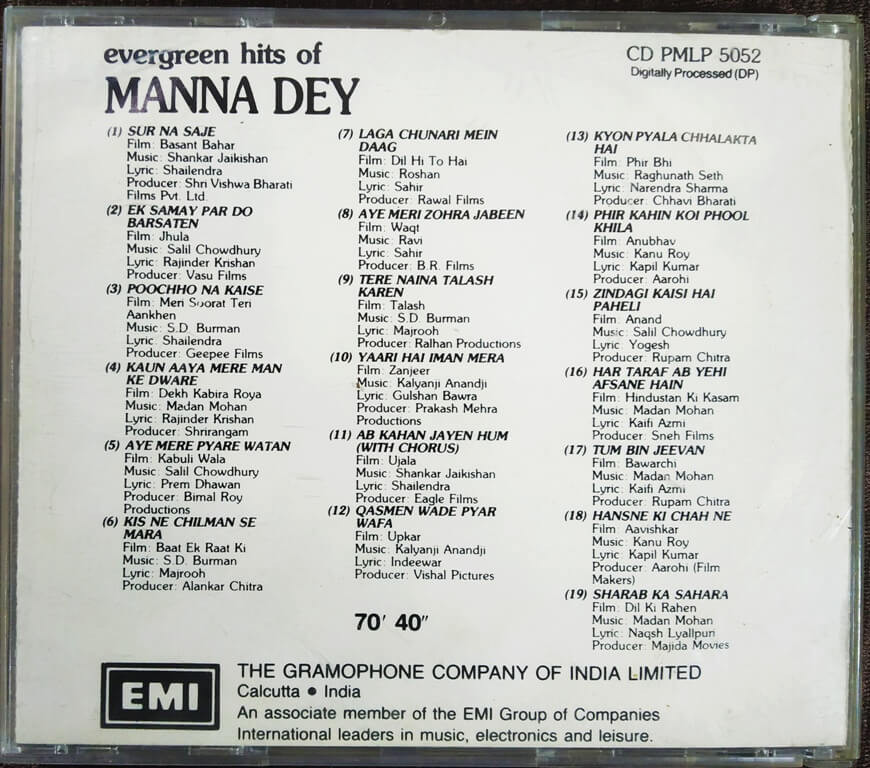 evergreen hits of
MANNA DEY
CD PMLP 5052
Digitally Processed (DP)
(1) SUR NA SAJE
Film: Basant Bahar
Music: Shankar Jaikishan
Lyric: Shailendra
Producer: Shri Vishwa Bharati
Films Pvt. Ltd.
(2) EK SAMAY PAR DO
BARSATEN
Film: Jhula
Music: Salil Chowdhury
Lyric: Rajinder Krishan
Producer: Vasu Films
(3) POOCHHO NA KAISE
Film: Meri Soorat Teri
Aankhen
Music: S.D. Burman
Lyric: Shailendra
Producer: Geepee Films
(4) KAUN AAYA MERE MAN
KE DWARE
Film: Dekh Kabira Roya
Music: Madan Mohan
Lyric: Rajinder Krishan
Producer: Shrirangam
(5) AYE MERE PYARE WATAN
Film: Kabuli Wala
Music: Salil Chowdhury
Lyric: Prem Dhawan
Producer: Bimal Roy
Productions
(6) KIS NE CHILMAN SE
MARA
Film: Baat Ek Raat Ki
Music: S.D. Burman
Lyric: Majrooh
Producer: Alankar Chitra
(7) LAGA CHUNARI MEIN
DAAG
Film: Dil Hi To Hai
Music: Roshan
Lyric: Sahir
Producer: Rawal Films
(8) AYE MERI ZOHRA JABEEN
Film: Waqt
Music: Ravi
Lyric: Sahir
Producer: B.R. Films
(9) TERE NAINA TALASH
KAREN
Film: Talash
Music: S.D. Burman
Lyric: Majrooh
Producer: Ralhan Productions
(10) YAARI HAI IMAN MERA
Film: Zanjeer
Music: Kalyanji Anandji
Lyric: Gulshan Bawra
Producer: Prakash Mehra
Productions
(11) AB KAHAN JAYEN HUM
(WITH CHORUS)
Film: Ujala
Music: Shankar Jaikishan
Lyric: Shailendra
Producer: Eagle Films
(12) QASMEN WADE PYAR
WAFA
Film: Upkar
Music: Kalyanji Anandji
Lyric: Indeewar
Producer: Vishal Pictures
(13) KYON PYALA CHHALAKTA
HAI
Film: Phir Bhi
Music: Raghunath Seth
Lyric: Narendra Sharma
Producer: Chhavi Bharati
(14) PHIR KAHIN KOI PHOOL
KHILA
Film: Anubhav
Music: Kanu Roy
Lyric: Kapil Kumar
Producer: Aarohi
(15) ZINDAGI KAISI HAI
PAHELI
Film: Anand
Music: Salil Chowdhury
Lyric: Yogesh
Producer: Rupam Chitra
(16) HAR TARAF AB YEHI
AFSANE HAIN
Film: Hindustan Ki Kasam
Music: Madan Mohan
Lyric: Kaifi Azmi
Producer: Sneh Films
(17) TUM BIN JEEVAN
Film: Bawarchi
Music: Madan Mohan
Lyric: Kaifi Azmi
Producer: Rupam Chitra
(18) HANSNE KI CHAH NE
Film: Aavishkar
Music: Kanu Roy
Lyric: Kapil Kumar
Producer: Aarohi (Film
Makers)
(19) SHARAB KA SAHARA
Film: Dil Ki Rahen
Music: Madan Mohan
Lyric: Naqsh Lyallpuri
Producer: Majida Movies
70' 40"
EMI
THE GRAMOPHONE COMPANY OF INDIA LIMITED
Calcutta • India
An associate member of the EMI Group of Companies
International leaders in music, electronics and leisure.